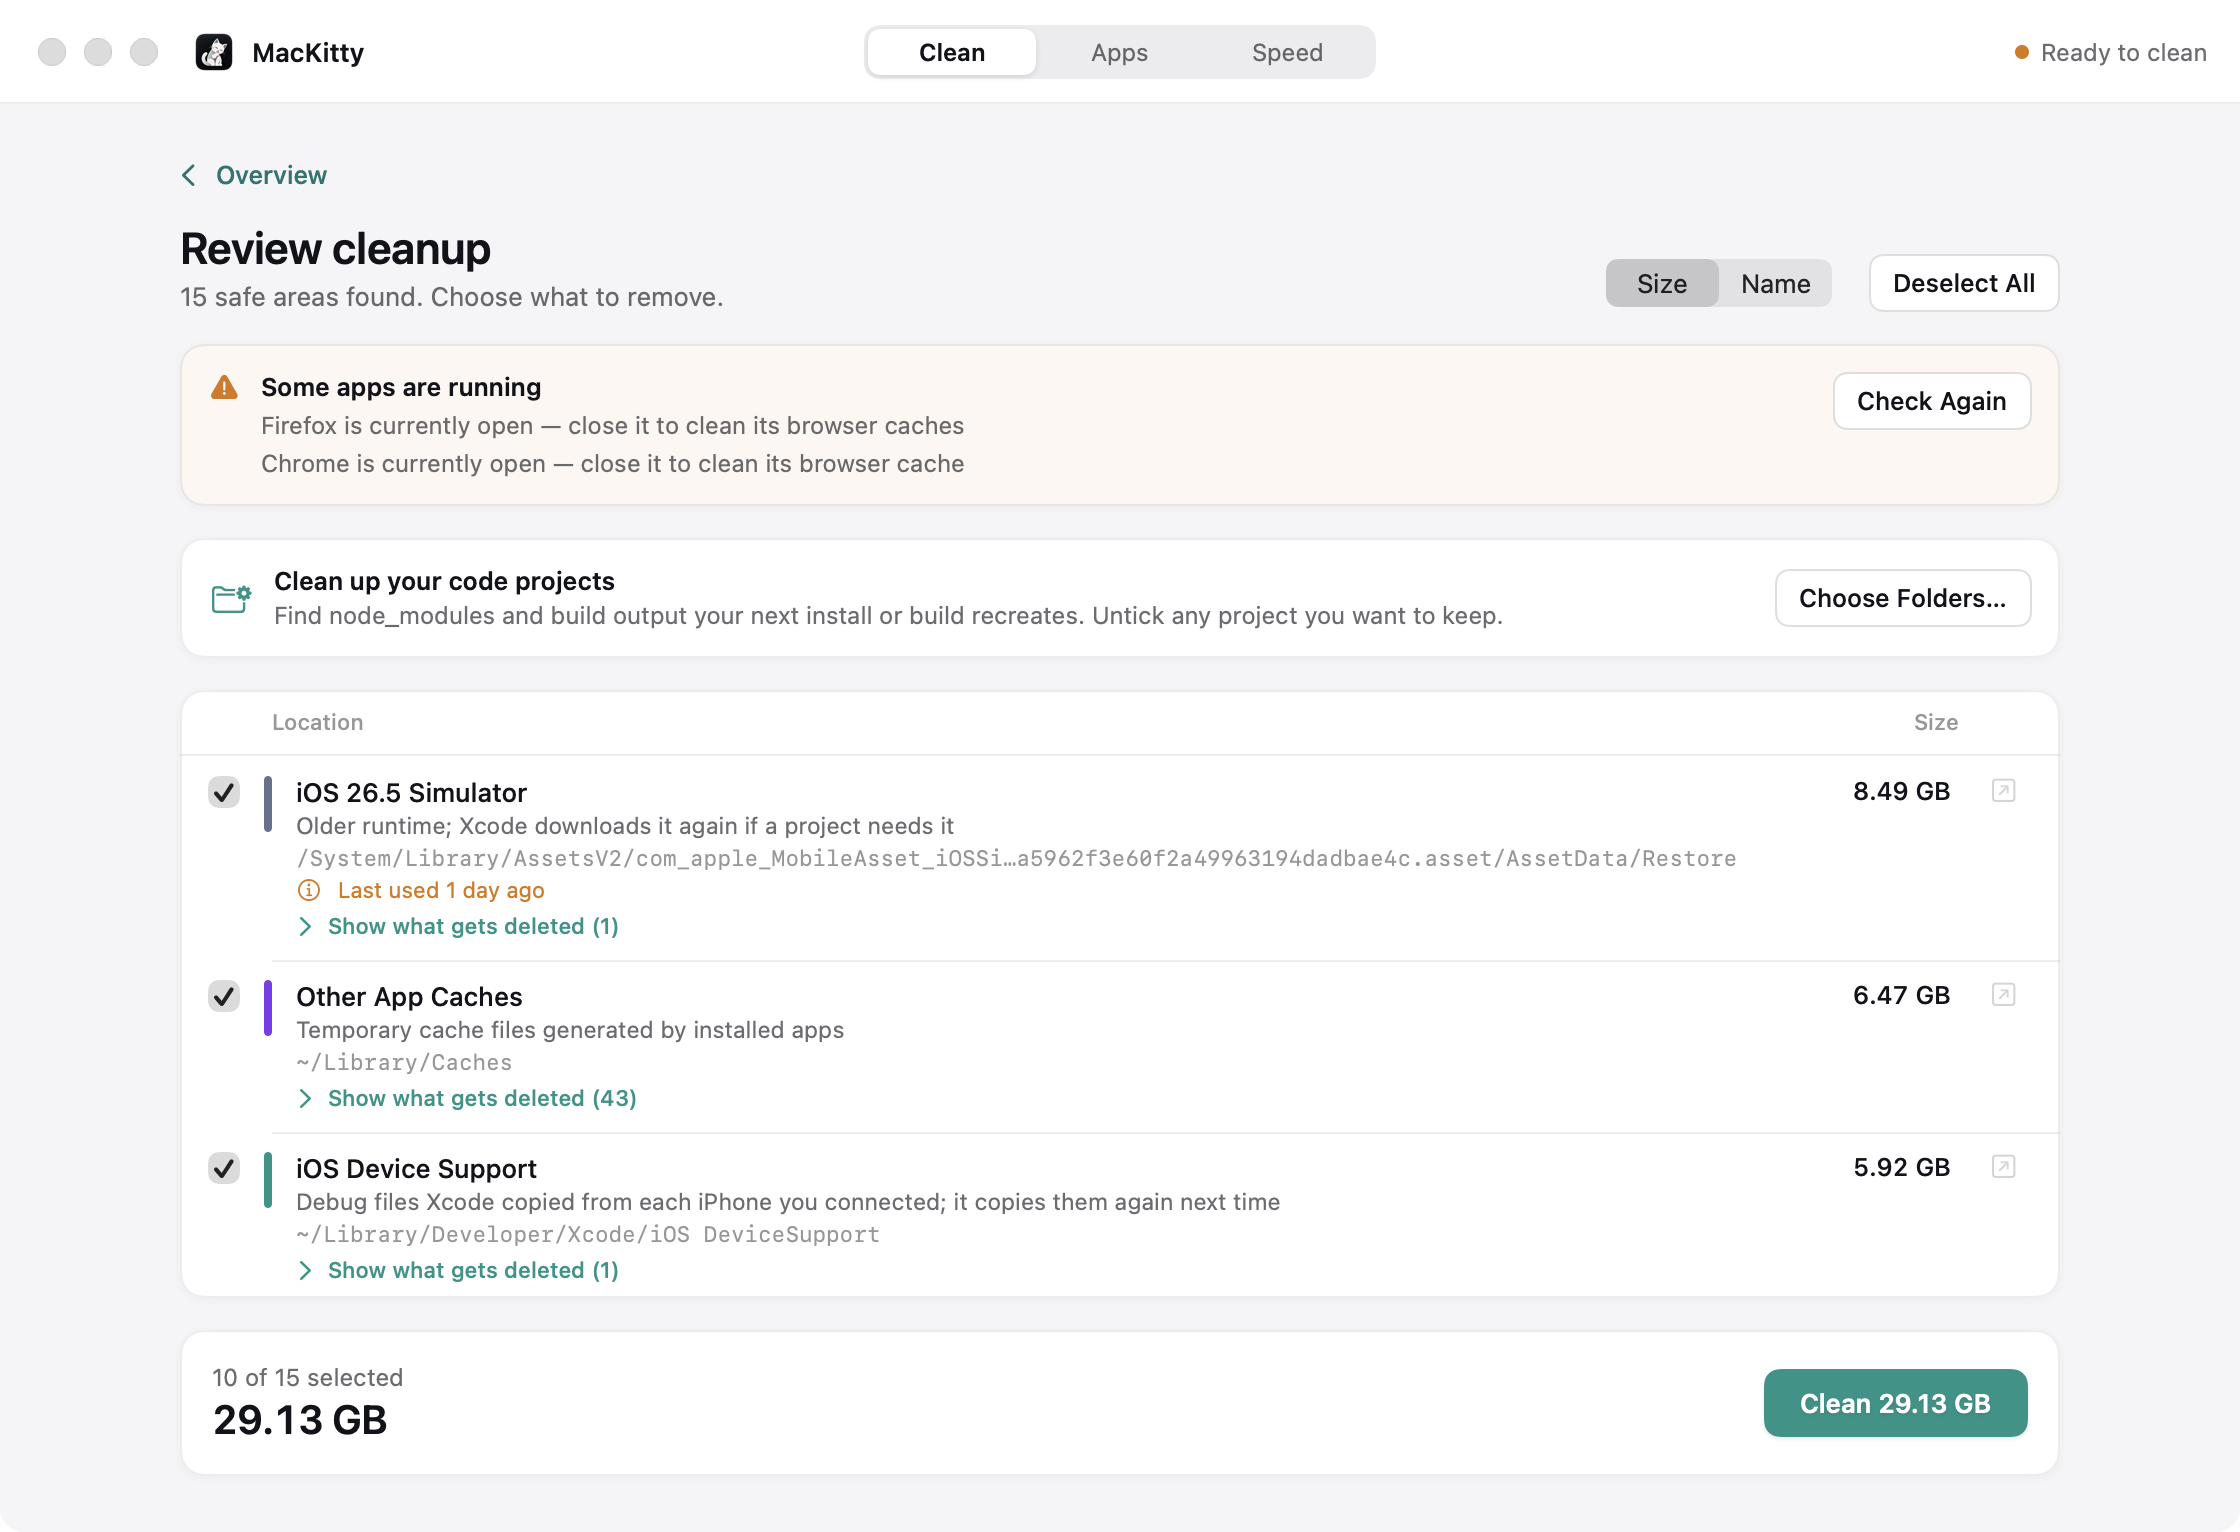 MacKitty
Clean
Apps
Speed
Ready to clean
Overview
Review cleanup
15 safe areas found. Choose what to remove.
Size
Name
Deselect All
Some apps are running
Firefox is currently open — close it to clean its browser caches
Chrome is currently open — close it to clean its browser cache
Check Again
Clean up your code projects
Find node_modules and build output your next install or build recreates. Untick any project you want to keep.
Choose Folders...
Location
Size
iOS 26.5 Simulator
8.49 GB
Older runtime; Xcode downloads it again if a project needs it
/System/Library/AssetsV2/com_apple_MobileAsset_iOSSi…a5962f3e60f2a49963194dadbae4c.asset/AssetData/Restore
Last used 1 day ago
Show what gets deleted (1)
Other App Caches
6.47 GB
Temporary cache files generated by installed apps
~/Library/Caches
Show what gets deleted (43)
iOS Device Support
5.92 GB
Debug files Xcode copied from each iPhone you connected; it copies them again next time
~/Library/Developer/Xcode/iOS DeviceSupport
Show what gets deleted (1)
10 of 15 selected
29.13 GB
Clean 29.13 GB